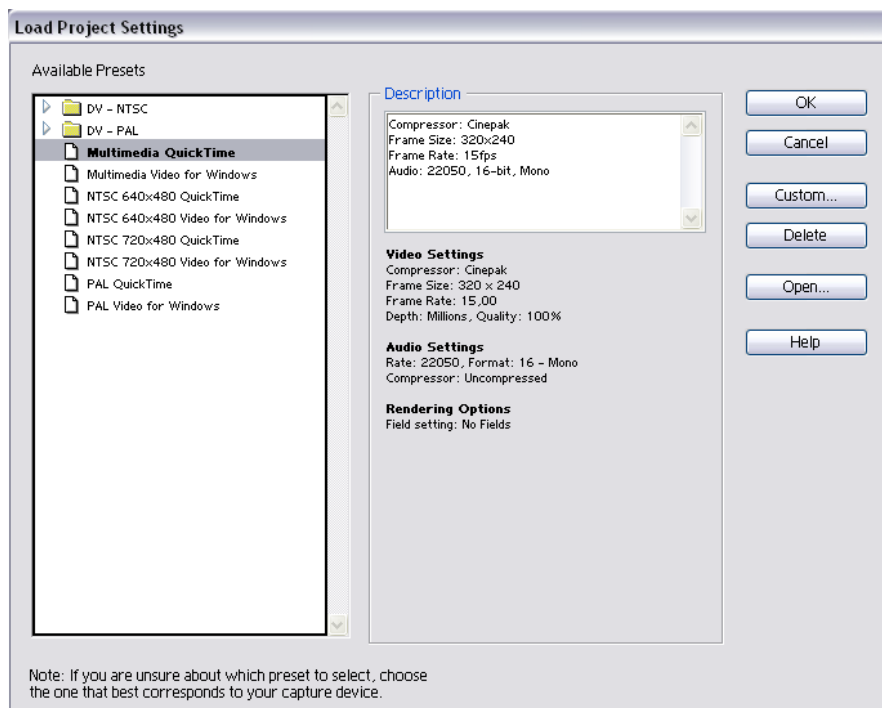 Load Project Settings
Available Presets
DV - NTSC
DV - PAL
Multimedia QuickTime
Multimedia Video for Windows
NTSC 640x480 QuickTime
NTSC 640x480 Video for Windows
NTSC 720x480 QuickTime
NTSC 720x480 Video for Windows
PAL QuickTime
PAL Video for Windows
Description
Compressor: Cinepak
Frame Size: 320x240
Frame Rate: 15fps
Audio: 22050, 16-bit, Mono
Video Settings
Compressor: Cinepak
Frame Size: 320 x 240
Frame Rate: 15,00
Depth: Millions, Quality: 100%
Audio Settings
Rate: 22050, Format: 16 - Mono
Compressor: Uncompressed
Rendering Options
Field setting: No Fields
OK
Cancel
Custom...
Delete
Open...
Help
Note: If you are unsure about which preset to select, choose
the one that best corresponds to your capture device.